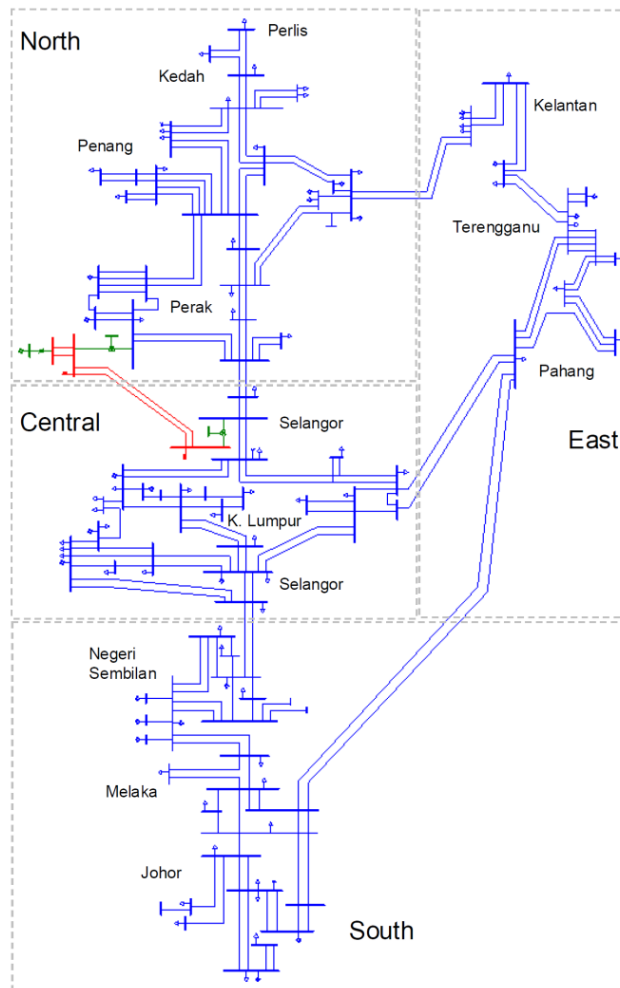 North
Perlis
Kedah
Kelantan
Penang
Terengganu
Perak
Pahang
Central
Selangor
East
K. Lumpur
Selangor
Negeri
Sembilan
Melaka
Johor
South